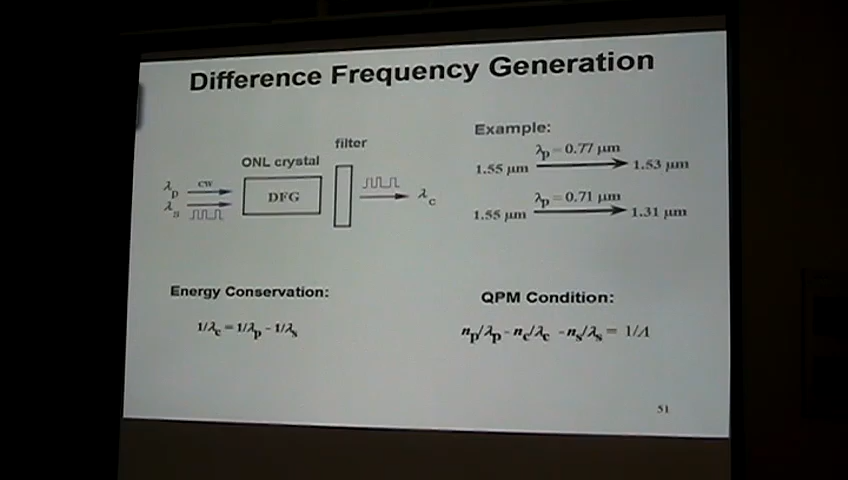 Difference Frequency Generation
filter
ONL crystal
λp
cw
λs
DFG
λc
Example:
λp = 0.77 μm
1.55 μm
1.53 μm
λp = 0.71 μm
1.55 μm
1.31 μm
Energy Conservation:
1/λc = 1/λp - 1/λs
QPM Condition:
np/λp - nc/λc - ns/λs = 1/Λ
51